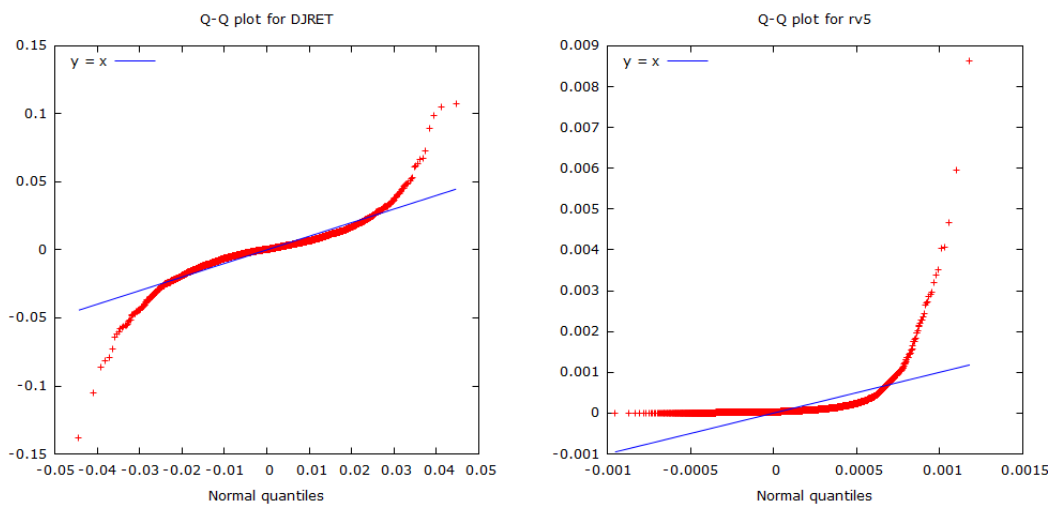 Q-Q plot for DJRET
0.15
y = x
0.1
0.05
0
-0.05
-0.1
-0.15
-0.05 -0.04 -0.03 -0.02 -0.01 0 0.01 0.02 0.03 0.04 0.05
Normal quantiles
Q-Q plot for rv5
0.009
y = x
0.008
0.007
0.006
0.005
0.004
0.003
0.002
0.001
0
-0.001
-0.001 -0.0005 0 0.0005 0.001 0.0015
Normal quantiles